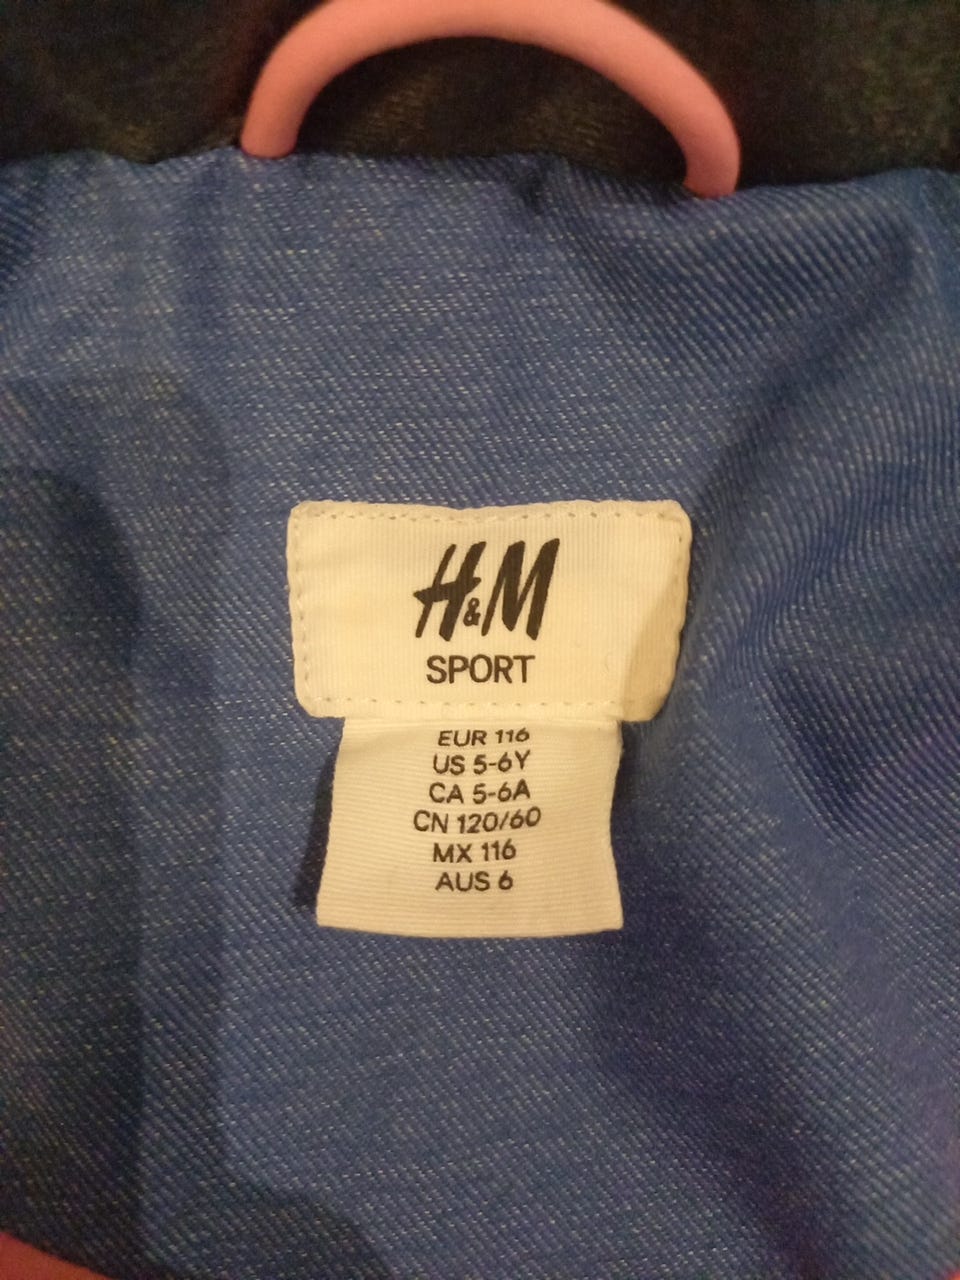 H&M
SPORT
EUR 116
US 5-6Y
CA 5-6A
CN 120/60
MX 116
AUS 6